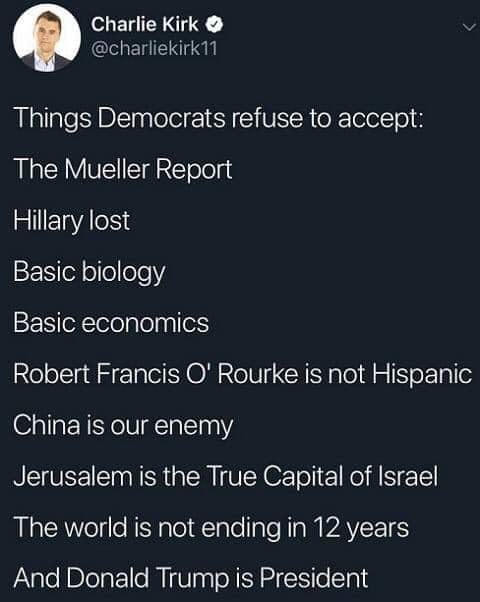 Charlie Kirk
@charliekirk11
Things Democrats refuse to accept:
The Mueller Report
Hillary lost
Basic biology
Basic economics
Robert Francis O' Rourke is not Hispanic
China is our enemy
Jerusalem is the True Capital of Israel
The world is not ending in 12 years
And Donald Trump is President